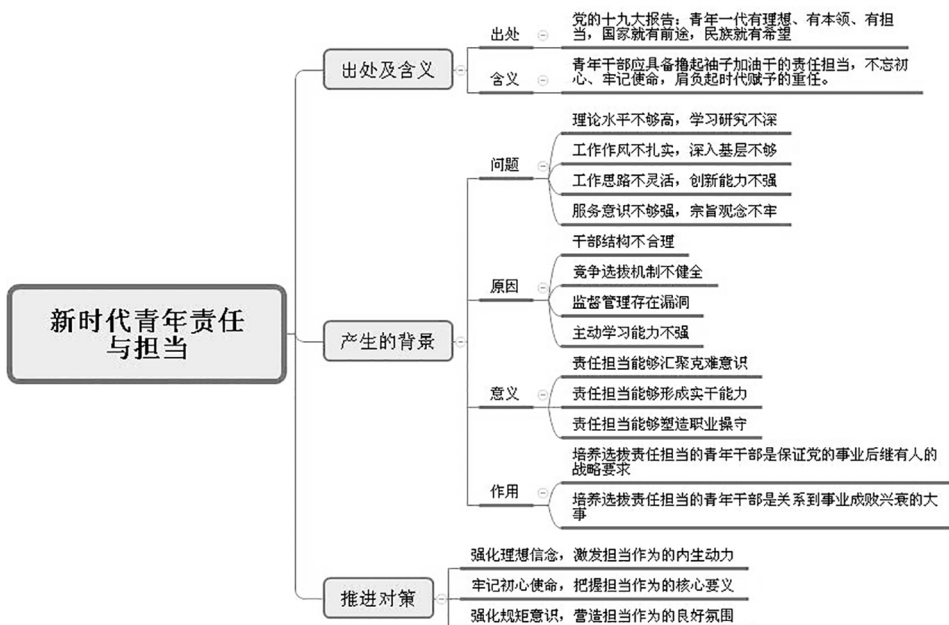 新时代青年责任
与担当
出处及含义
出处
党的十九大报告：青年一代有理想、有本领、有担
当，国家就有前途，民族就有希望
含义
青年干部应具备撸起袖子加油干的责任担当，不忘初
心、牢记使命，肩负起时代赋予的重任。
产生的背景
问题
理论水平不够高，学习研究不深
工作作风不扎实，深入基层不够
工作思路不灵活，创新能力不强
服务意识不够强，宗旨观念不牢
原因
干部结构不合理
竞争选拔机制不健全
监督管理存在漏洞
主动学习能力不强
意义
责任担当能够汇聚克难意识
责任担当能够形成实干能力
责任担当能够塑造职业操守
作用
培养选拔责任担当的青年干部是保证党的事业后继有人的
战略要求
培养选拔责任担当的青年干部是关系到事业成败兴衰的大
事
推进对策
强化理想信念，激发担当作为的内生动力
牢记初心使命，把握担当作为的核心要义
强化规矩意识，营造担当作为的良好氛围